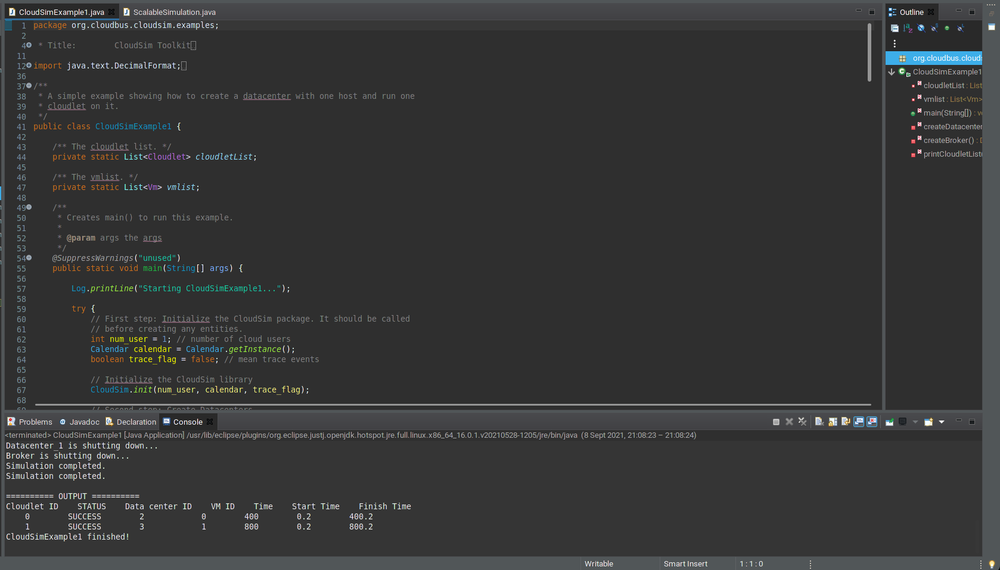 CloudSimExample1.java
ScalableSimulation.java
1 package org.cloudbus.cloudsim.examples;
2
4 * Title:        CloudSim Toolkit
11
12 import java.text.DecimalFormat;
36
37 /**
38 * A simple example showing how to create a datacenter with one host and run one
39 * cloudlet on it.
40 */
41 public class CloudSimExample1 {
42
43 /** The cloudlet list. */
44 private static List<Cloudlet> cloudletList;
45
46 /** The vmlist. */
47 private static List<Vm> vmlist;
48
49 /**
50 * Creates main() to run this example.
51 *
52 * @param args the args
53 */
54 @SuppressWarnings("unused")
55 public static void main(String[] args) {
56
57 Log.printLine("Starting CloudSimExample1...");
58
59 try {
60 // First step: Initialize the CloudSim package. It should be called
61 // before creating any entities.
62 int num_user = 1; // number of cloud users
63 Calendar calendar = Calendar.getInstance();
64 boolean trace_flag = false; // mean trace events
65
66 // Initialize the CloudSim library
67 CloudSim.init(num_user, calendar, trace_flag);
68
69 // Second step: Create Datacenters
Outline
org.cloudbus.clouds
CloudSimExample1
cloudletList : List
vmlist : List<Vm>
main(String[]) : v
createDatacenter
createBroker() : D
printCloudletList(
Problems Javadoc Declaration Console
<terminated> CloudSimExample1 [Java Application] /usr/lib/eclipse/plugins/org.eclipse.justj.openjdk.hotspot.jre.full.linux.x86_64_16.0.1.v20210528-1205/jre/bin/java (8 Sept 2021, 21:08:23 – 21:08:24)
Datacenter_1 is shutting down...
Broker is shutting down...
Simulation completed.
Simulation completed.
========== OUTPUT ==========
Cloudlet ID    STATUS    Data center ID    VM ID    Time    Start Time    Finish Time
0    SUCCESS    2    0    400    0.2    400.2
1    SUCCESS    3    1    800    0.2    800.2
CloudSimExample1 finished!
Writable Smart Insert 1 : 1 : 0